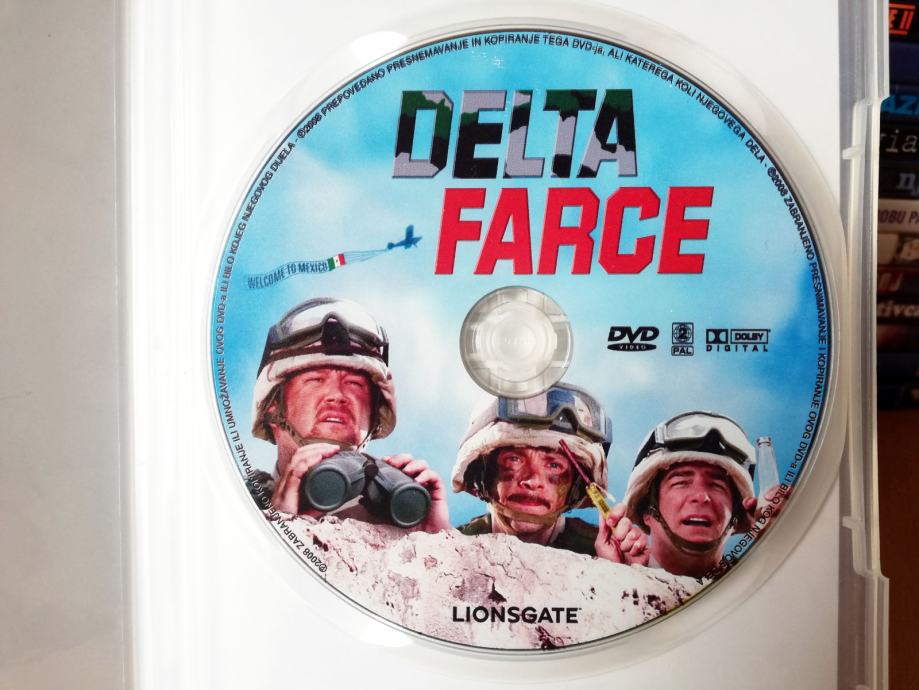 DELTA
FARCE
WELCOME TO MEXICO
DVD
VIDEO
2
PAL
DOLBY
DIGITAL
LIONSGATE
©2008 PREPOVEDANO PRESNEMAVANJE IN KOPIRANJE TEGA DVD-ja, ALI KATEREGA KOLI NJEGOVEGA DELA -
©2008 ZABRANJENO PRESNIMAVANJE I KOPIRANJE OVOG DVD-a ILI BILO KOG NJEGOVOG DELA
©2008 ZABRANJENO KOPIRANJE ILI UMNOŽAVANJE OVOG DVD-a ILI BILO KOJEG NJEGOVOG DIJELA -